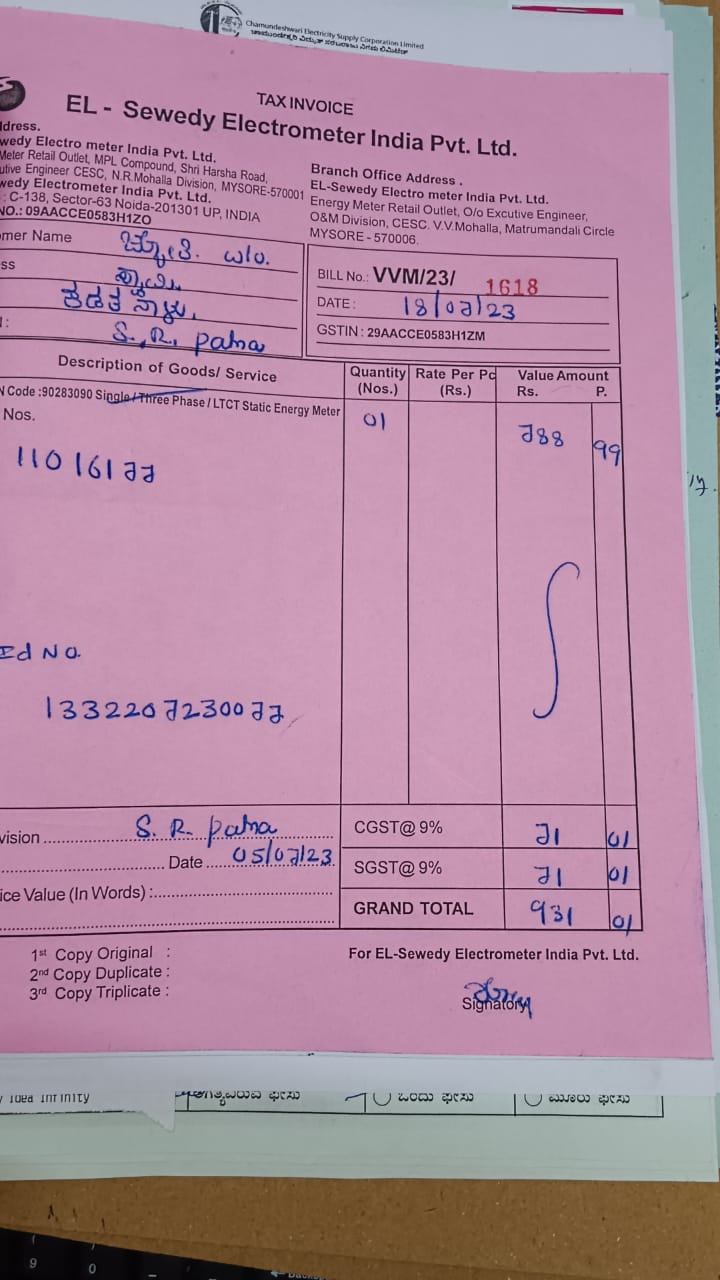 Chamundeshwari Electricity Supply Corporation Limited
ಚಾಮುಂಡೇಶ್ವರಿ ವಿದ್ಯುತ್ ಸರಬರಾಜು ನಿಗಮ ಲಿಮಿಟೆಡ್
TAX INVOICE
EL - Sewedy Electrometer India Pvt. Ltd.
ldress.
wedy Electro meter India Pvt. Ltd.
Meter Retail Outlet, MPL Compound, Shri Harsha Road,
utive Engineer CESC, N.R.Mohalla Division, MYSORE-570001
wedy Electrometer India Pvt. Ltd.
: C-138, Sector-63 Noida-201301 UP, INDIA
NO.: 09AACCE0583H1ZO
Branch Office Address .
EL-Sewedy Electro meter India Pvt. Ltd.
Energy Meter Retail Outlet, O/o Excutive Engineer,
O&M Division, CESC. V.V.Mohalla, Matrumandali Circle
MYSORE - 570006.
mer Name ಜ್ಯೋತಿ. w/o.
ss
S. R. patna
BILL No.: VVM/23/ 1618
DATE: 18/07/23
GSTIN : 29AACCE0583H1ZM
Description of Goods/ Service Quantity (Nos.) Rate Per Pc (Rs.) Value Amount Rs. P.
N Code :90283090 Single / Three Phase / LTCT Static Energy Meter 01 788 99
Nos.
11016177
Ed No.
1332207230077
vision S. R. patna CGST@ 9% 71 01
Date 05/07/23 SGST@ 9% 71 01
ice Value (In Words) : GRAND TOTAL 931 01
1st Copy Original :
2nd Copy Duplicate :
3rd Copy Triplicate :
For EL-Sewedy Electrometer India Pvt. Ltd.
Signatory
ಒಂದು ಫೇಸು ಮೂರು ಫೇಸು
9 0